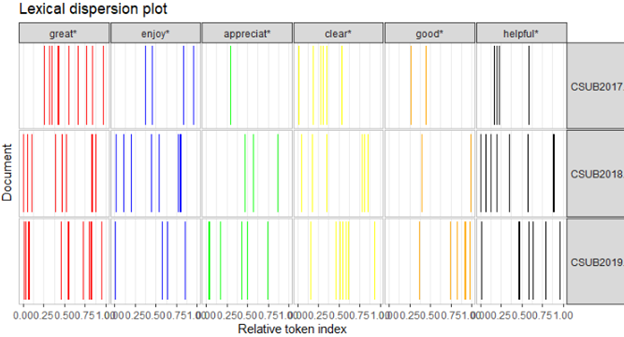 Lexical dispersion plot
great* enjoy* appreciat* clear* good* helpful*
Document
CSUB2017.
CSUB2018.
CSUB2019.
0.000.250.500.751.00 0.000.250.500.751.00 0.000.250.500.751.00 0.000.250.500.751.00 0.000.250.500.751.00 0.000.250.500.751.00
Relative token index